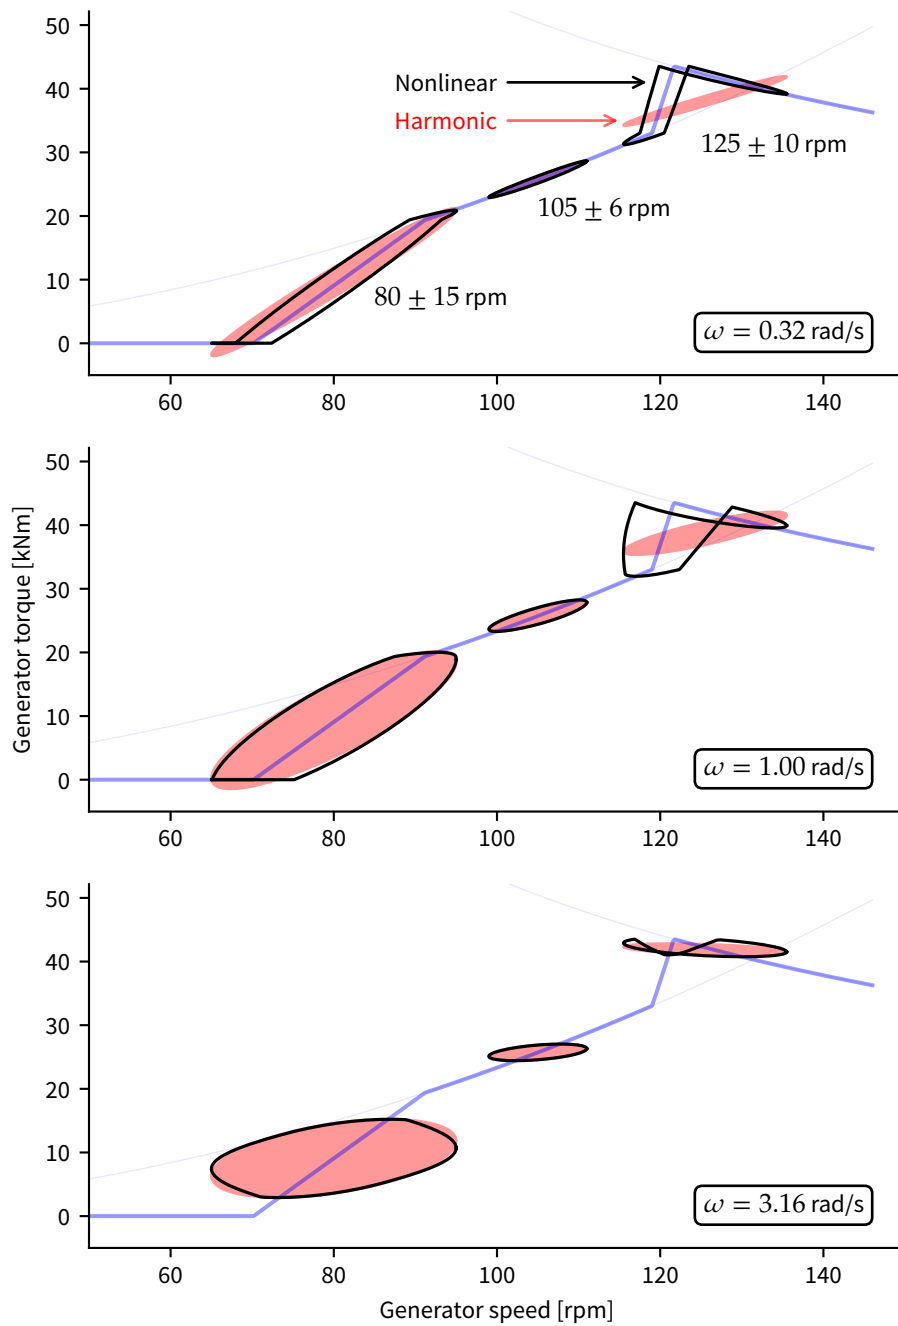 50
40
30
20
10
0
Nonlinear
Harmonic
125 ± 10 rpm
105 ± 6 rpm
80 ± 15 rpm
ω = 0.32 rad/s
60 80 100 120 140
Generator torque [kNm]
50
40
30
20
10
0
ω = 1.00 rad/s
60 80 100 120 140
50
40
30
20
10
0
ω = 3.16 rad/s
60 80 100 120 140
Generator speed [rpm]